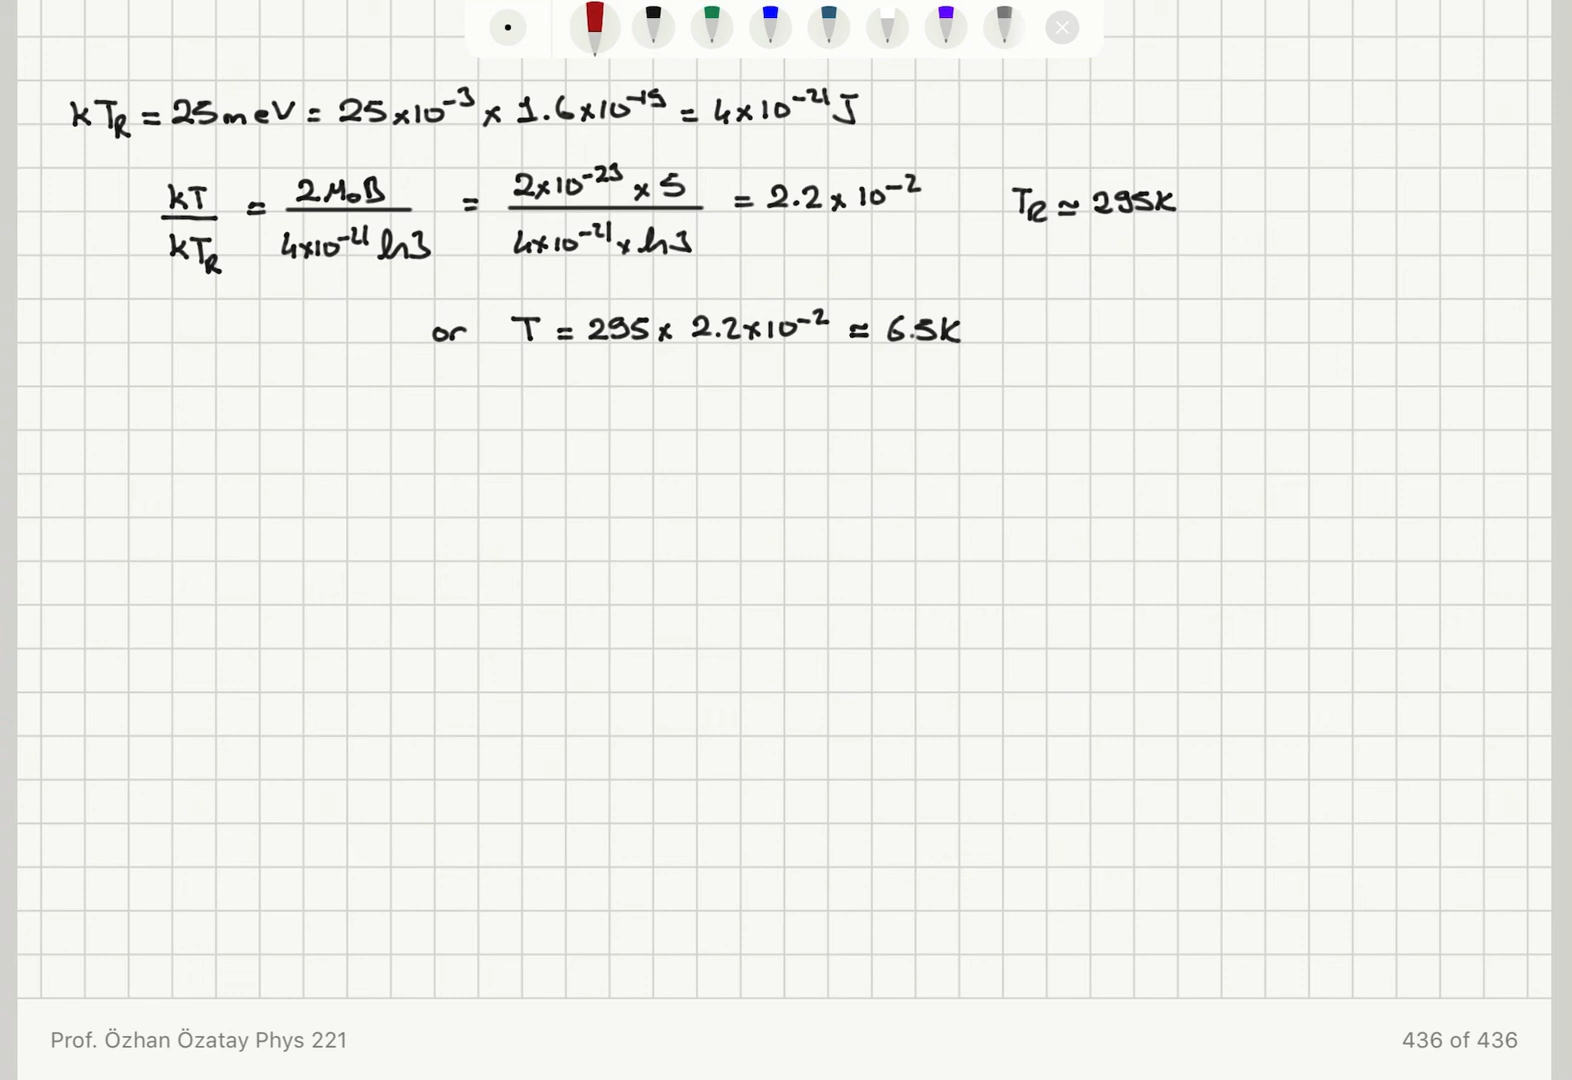 kT_R = 25meV = 25×10^-3 × 1.6×10^-19 = 4×10^-21 J
kT/kT_R = 2μ₀B/(4×10^-21 ln3) = (2×10^-23 × 5)/(4×10^-21 × ln3) = 2.2 × 10^-2 T_R ≃ 295K
or T = 295 × 2.2×10^-2 ≃ 6.5K
Prof. Özhan Özatay Phys 221
436 of 436